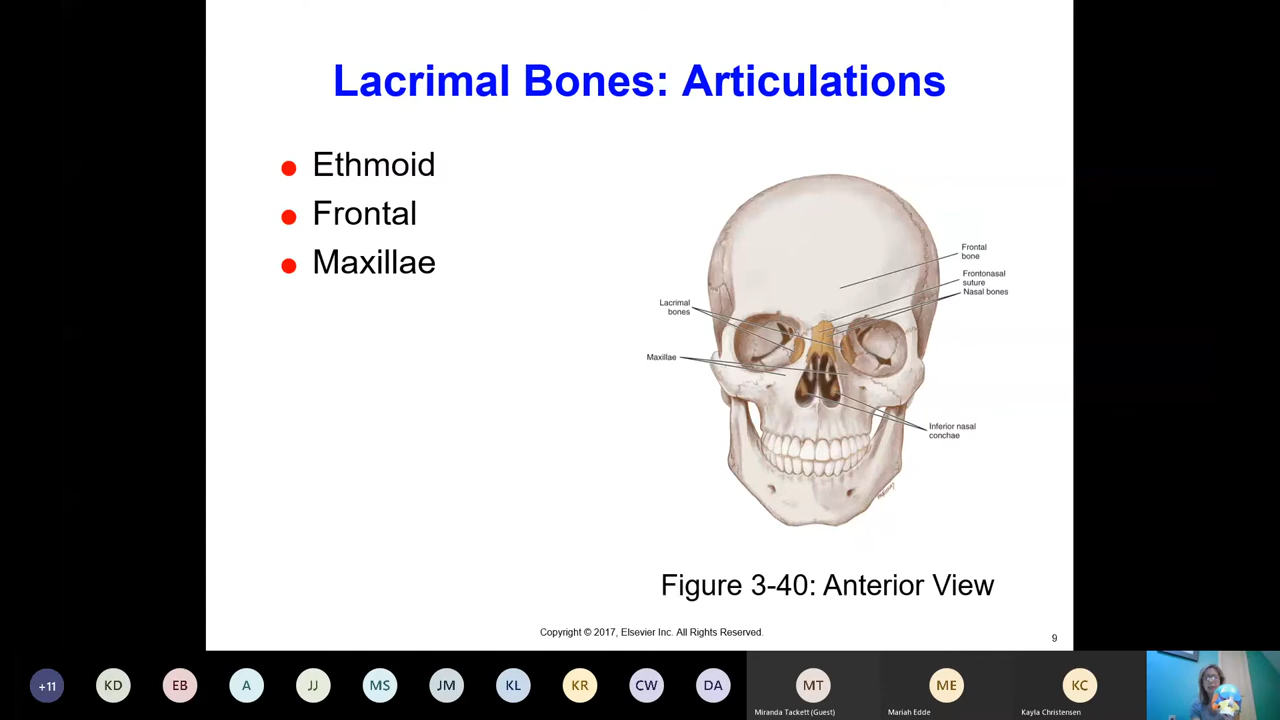 Lacrimal Bones: Articulations
Ethmoid
Frontal
Maxillae
Frontal
bone
Frontonasal
suture
Nasal bones
Lacrimal
bones
Maxillae
Inferior nasal
conchae
Figure 3-40: Anterior View
Copyright © 2017, Elsevier Inc. All Rights Reserved.
9
+11
KD
EB
A
JJ
MS
JM
KL
KR
CW
DA
MT
ME
KC
Miranda Tackett (Guest)
Mariah Edde
Kayla Christensen